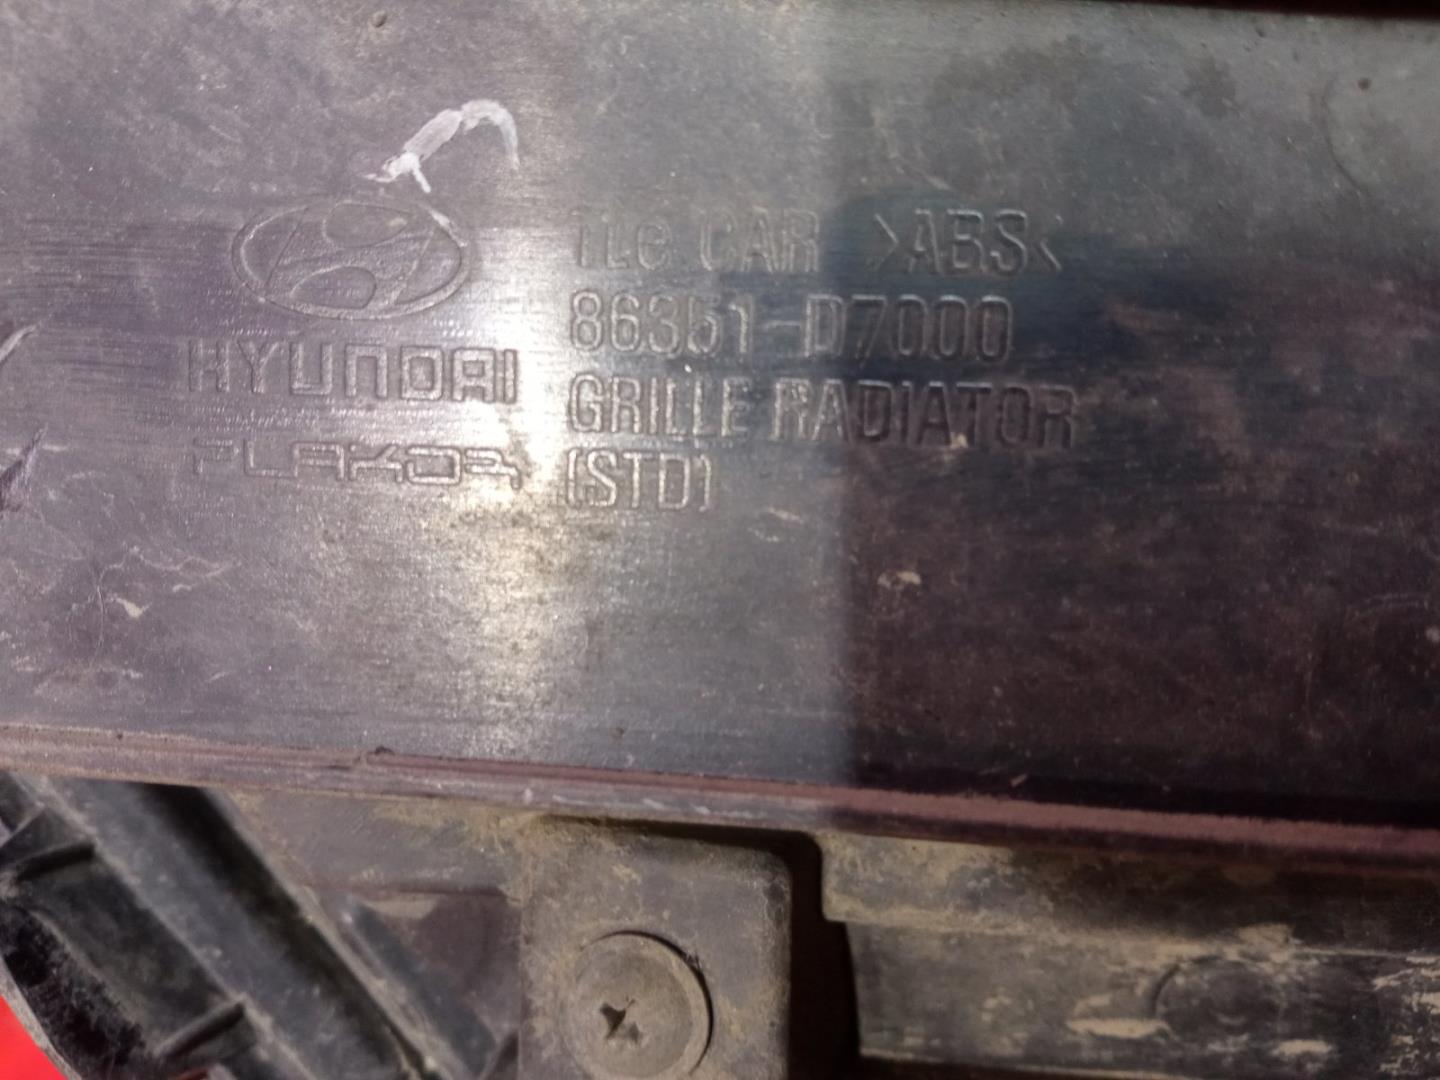 TLe CAR >ABS<
86351-D7000
HYUNDAI
GRILLE RADIATOR
PLAKOR
(STD)